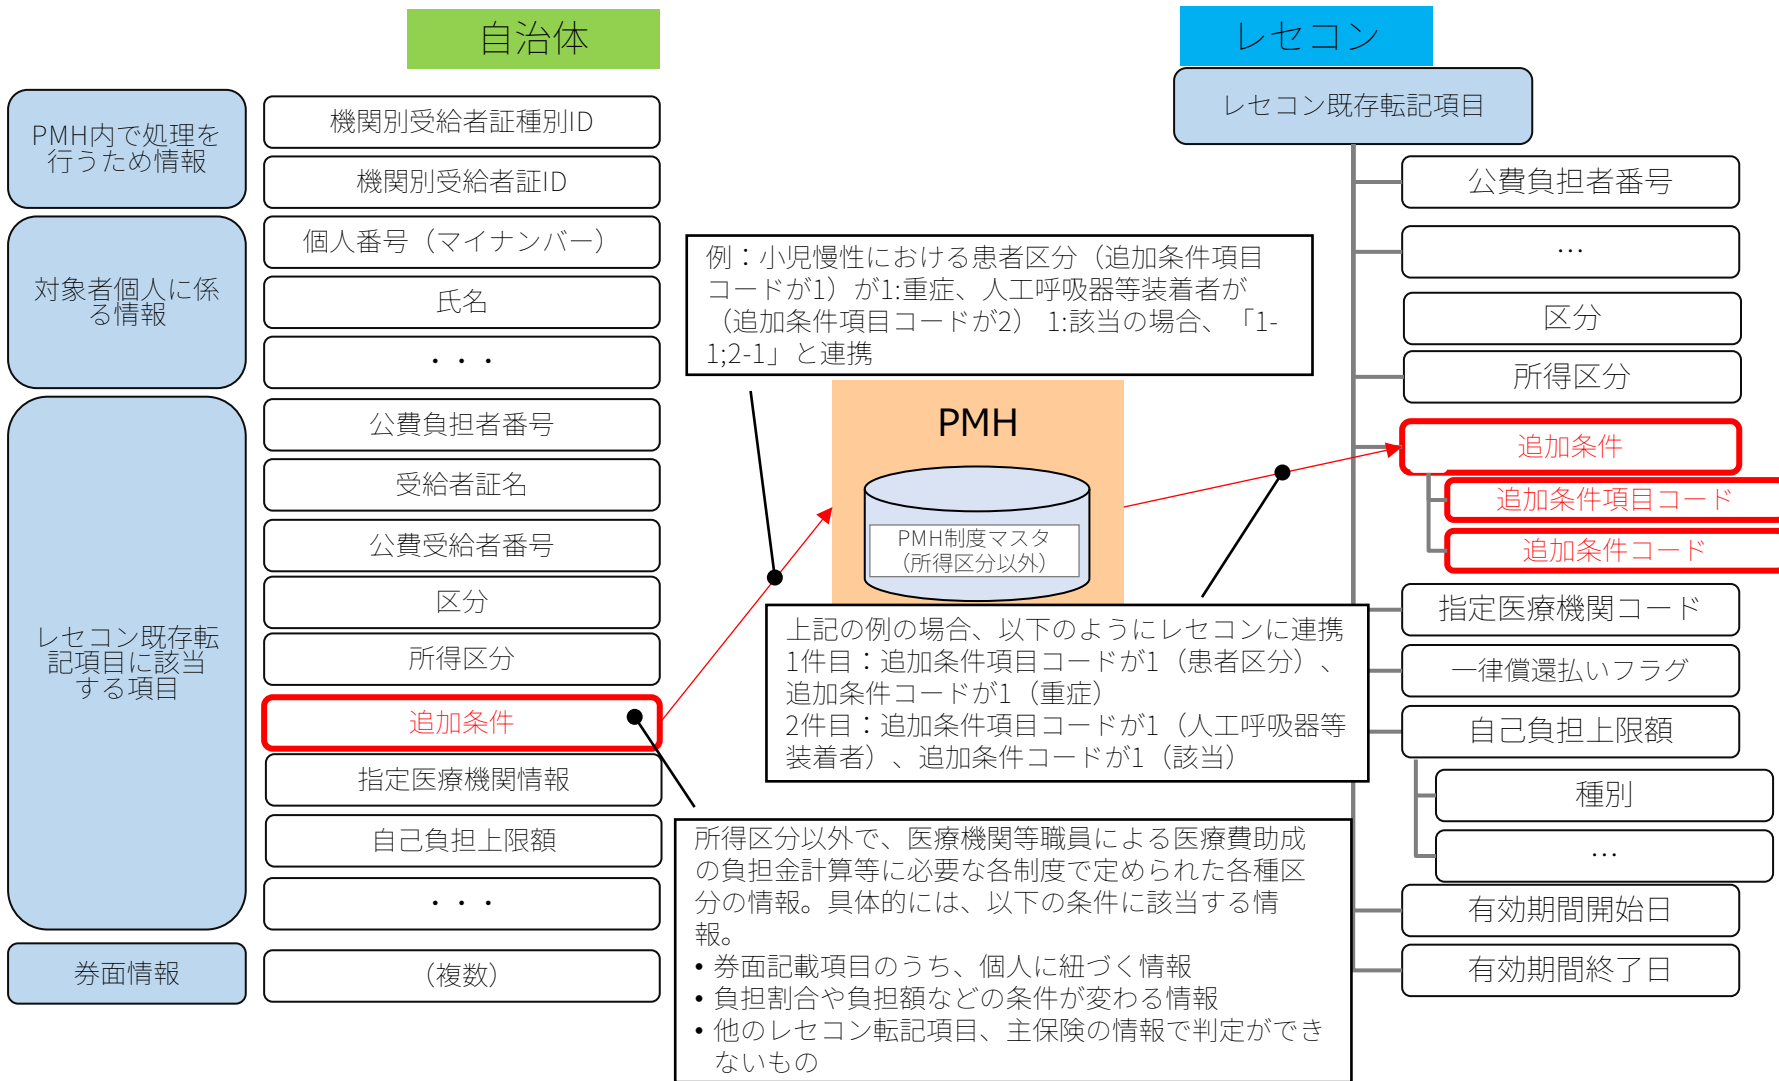 自治体
レセコン
PMH内で処理を
行うため情報
機関別受給者証種別ID
機関別受給者証ID
対象者個人に係
る情報
個人番号（マイナンバー）
氏名
・・・
レセコン既存転
記項目に該当
する項目
公費負担者番号
受給者証名
公費受給者番号
区分
所得区分
追加条件
指定医療機関情報
自己負担上限額
・・・
券面情報
（複数）
例：小児慢性における患者区分（追加条件項目
コードが1）が1:重症、人工呼吸器等装着者が
（追加条件項目コードが2） 1:該当の場合、「1-
1;2-1」と連携
PMH
PMH制度マスタ
（所得区分以外）
上記の例の場合、以下のようにレセコンに連携
1件目：追加条件項目コードが1（患者区分）、
追加条件コードが1（重症）
2件目：追加条件項目コードが1（人工呼吸器等
装着者）、追加条件コードが1（該当）
所得区分以外で、医療機関等職員による医療費助成
の負担金計算等に必要な各制度で定められた各種区
分の情報。具体的には、以下の条件に該当する情
報。
• 券面記載項目のうち、個人に紐づく情報
• 負担割合や負担額などの条件が変わる情報
• 他のレセコン転記項目、主保険の情報で判定ができ
ないもの
レセコン既存転記項目
公費負担者番号
…
区分
所得区分
追加条件
追加条件項目コード
追加条件コード
指定医療機関コード
一律償還払いフラグ
自己負担上限額
種別
…
有効期間開始日
有効期間終了日